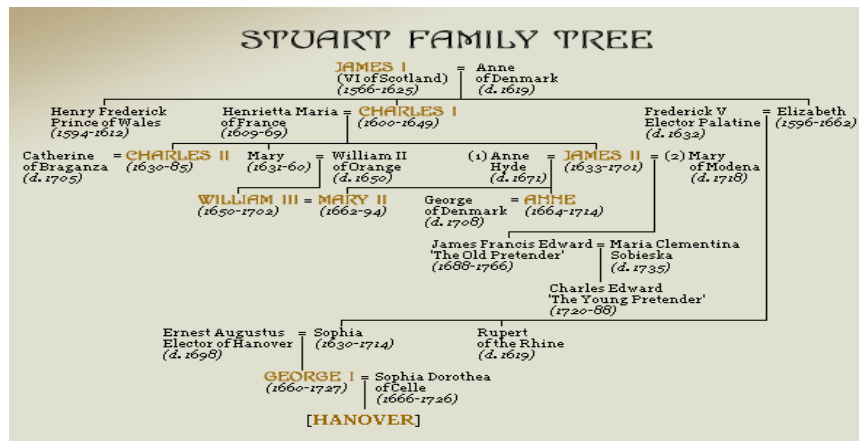 STUART FAMILY TREE
JAMES I = Anne
(VI of Scotland) of Denmark
(1566-1625) (d. 1619)
Henry Frederick Henrietta Maria = CHARLES I Frederick V = Elizabeth
Prince of Wales of France (1600-1649) Elector Palatine (1596-1662)
(1594-1612) (1609-69) (d. 1632)
Catherine = CHARLES II Mary = William II (1) Anne = JAMES II = (2) Mary
of Braganza (1630-85) (1631-60) of Orange Hyde (1633-1701) of Modena
(d. 1705) (d. 1650) (d. 1671) (d. 1718)
WILLIAM III = MARY II George = ANNE
(1650-1702) (1662-94) of Denmark (1664-1714)
(d. 1708)
James Francis Edward = Maria Clementina
'The Old Pretender' Sobieska
(1688-1766) (d. 1735)
Charles Edward
'The Young Pretender'
(1720-88)
Ernest Augustus = Sophia Rupert
Elector of Hanover (1630-1714) of the Rhine
(d. 1698) (d. 1619)
GEORGE I = Sophia Dorothea
(1660-1727) of Celle
(1666-1726)
[HANOVER]